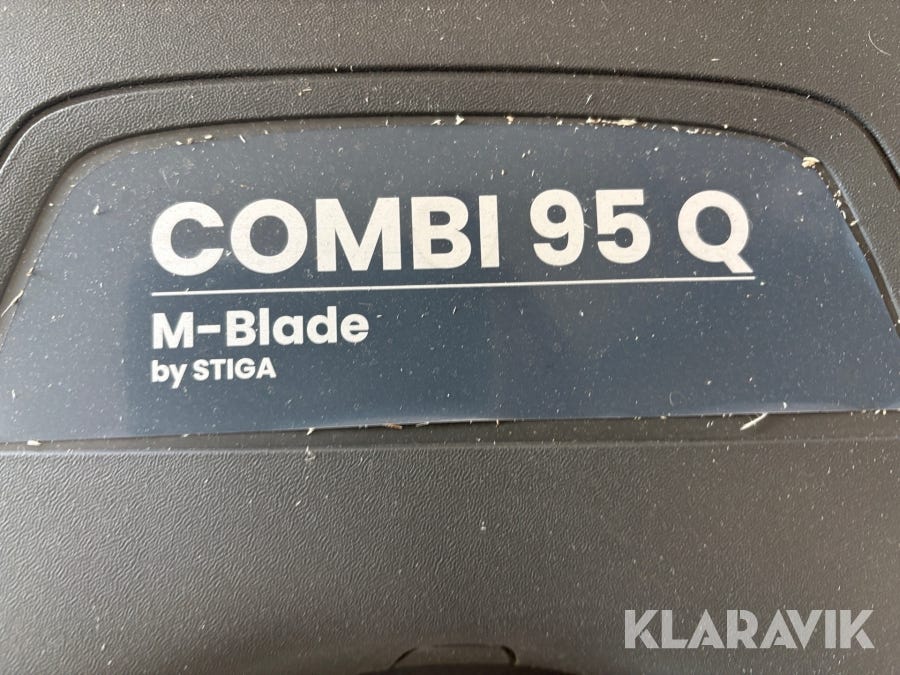 COMBI 95 Q
M-Blade
by STIGA
KLARAVIK